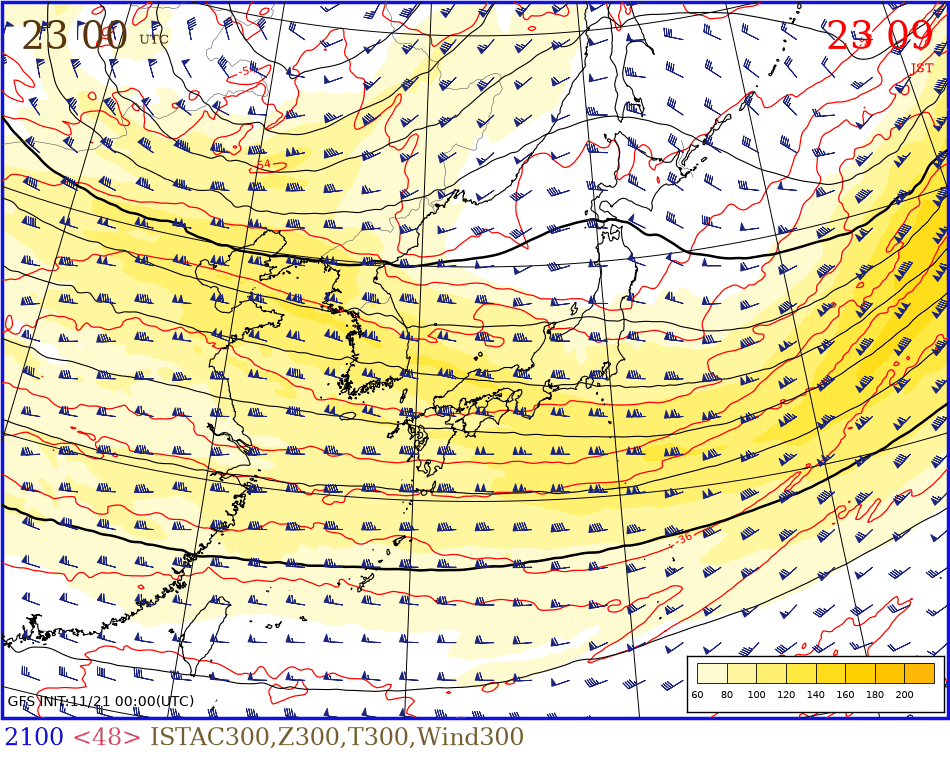 23 00 UTC
23 09
JST
-54
-54
-36
60 80 100 120 140 160 180 200
GFS INIT:11/21 00:00(UTC)
2100 <48> ISTAC300,Z300,T300,Wind300